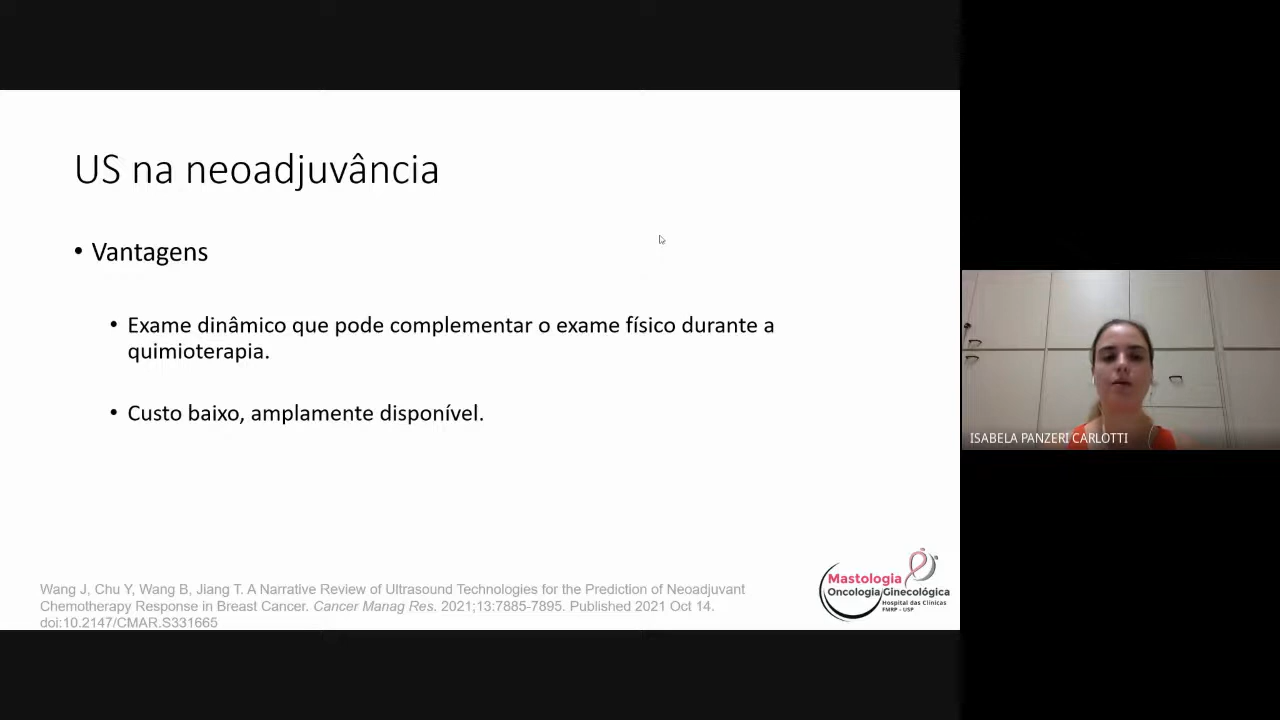 US na neoadjuvância
• Vantagens
• Exame dinâmico que pode complementar o exame físico durante a
quimioterapia.
• Custo baixo, amplamente disponível.
Wang J, Chu Y, Wang B, Jiang T. A Narrative Review of Ultrasound Technologies for the Prediction of Neoadjuvant
Chemotherapy Response in Breast Cancer. Cancer Manag Res. 2021;13:7885-7895. Published 2021 Oct 14.
doi:10.2147/CMAR.S331665
Mastologia
Oncologia Ginecológica
Hospital das Clínicas
FMRP - USP
ISABELA PANZERI CARLOTTI